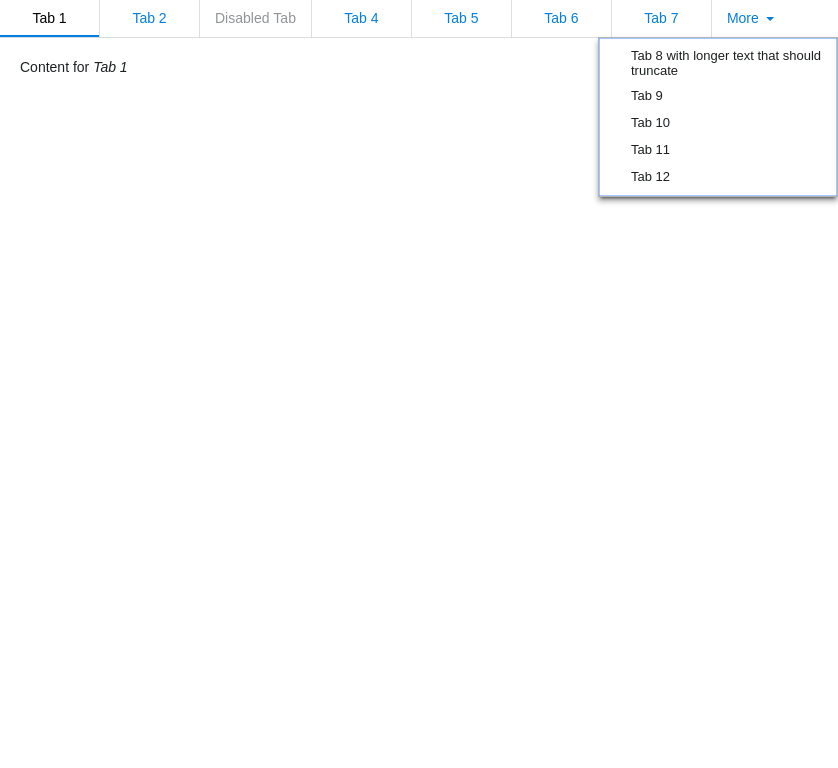 Tab 1 Tab 2 Disabled Tab Tab 4 Tab 5 Tab 6 Tab 7 More
Content for Tab 1
Tab 8 with longer text that should
truncate
Tab 9
Tab 10
Tab 11
Tab 12